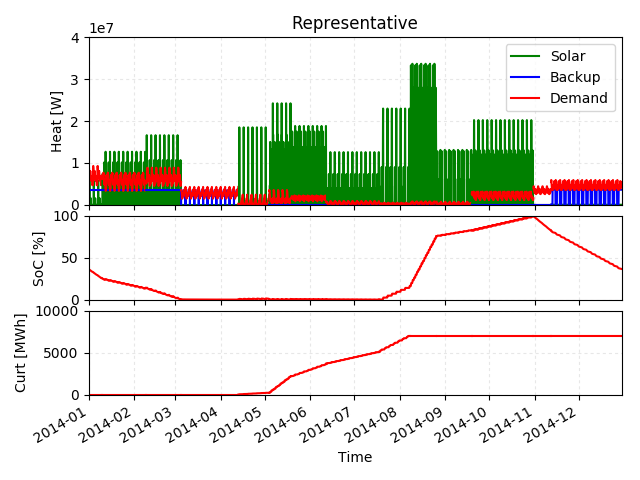 Representative
1e7
4
3
2
1
0
Heat [W]
Solar
Backup
Demand
100
50
0
SoC [%]
10000
5000
0
Curt [MWh]
2014-01
2014-02
2014-03
2014-04
2014-05
2014-06
2014-07
2014-08
2014-09
2014-10
2014-11
2014-12
Time